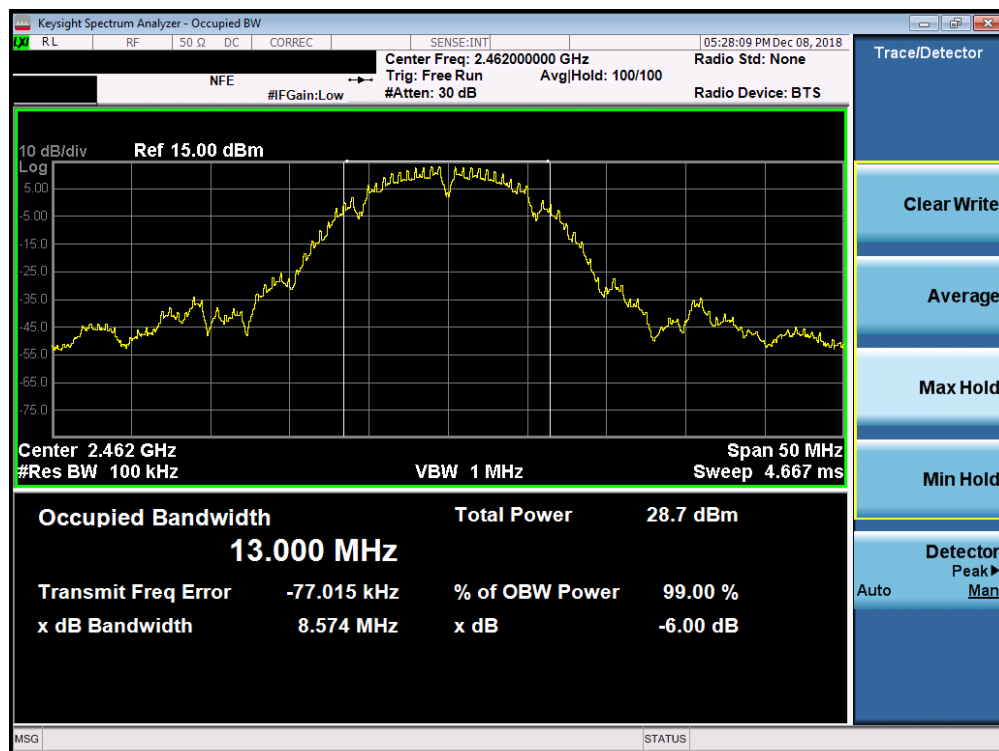 Keysight Spectrum Analyzer - Occupied BW
LXI RL RF 50 Ω DC CORREC SENSE:INT 05:28:09 PM Dec 08, 2018
Center Freq: 2.462000000 GHz Radio Std: None
NFE Trig: Free Run Avg|Hold: 100/100
#IFGain:Low #Atten: 30 dB Radio Device: BTS
10 dB/div Ref 15.00 dBm
Log
5.00
-5.00
-15.0
-25.0
-35.0
-45.0
-55.0
-65.0
-75.0
Center 2.462 GHz Span 50 MHz
#Res BW 100 kHz VBW 1 MHz Sweep 4.667 ms
Occupied Bandwidth Total Power 28.7 dBm
13.000 MHz
Transmit Freq Error -77.015 kHz % of OBW Power 99.00 %
x dB Bandwidth 8.574 MHz x dB -6.00 dB
MSG STATUS
Trace/Detector
Clear Write
Average
Max Hold
Min Hold
Detector
Peak▶
Auto Man